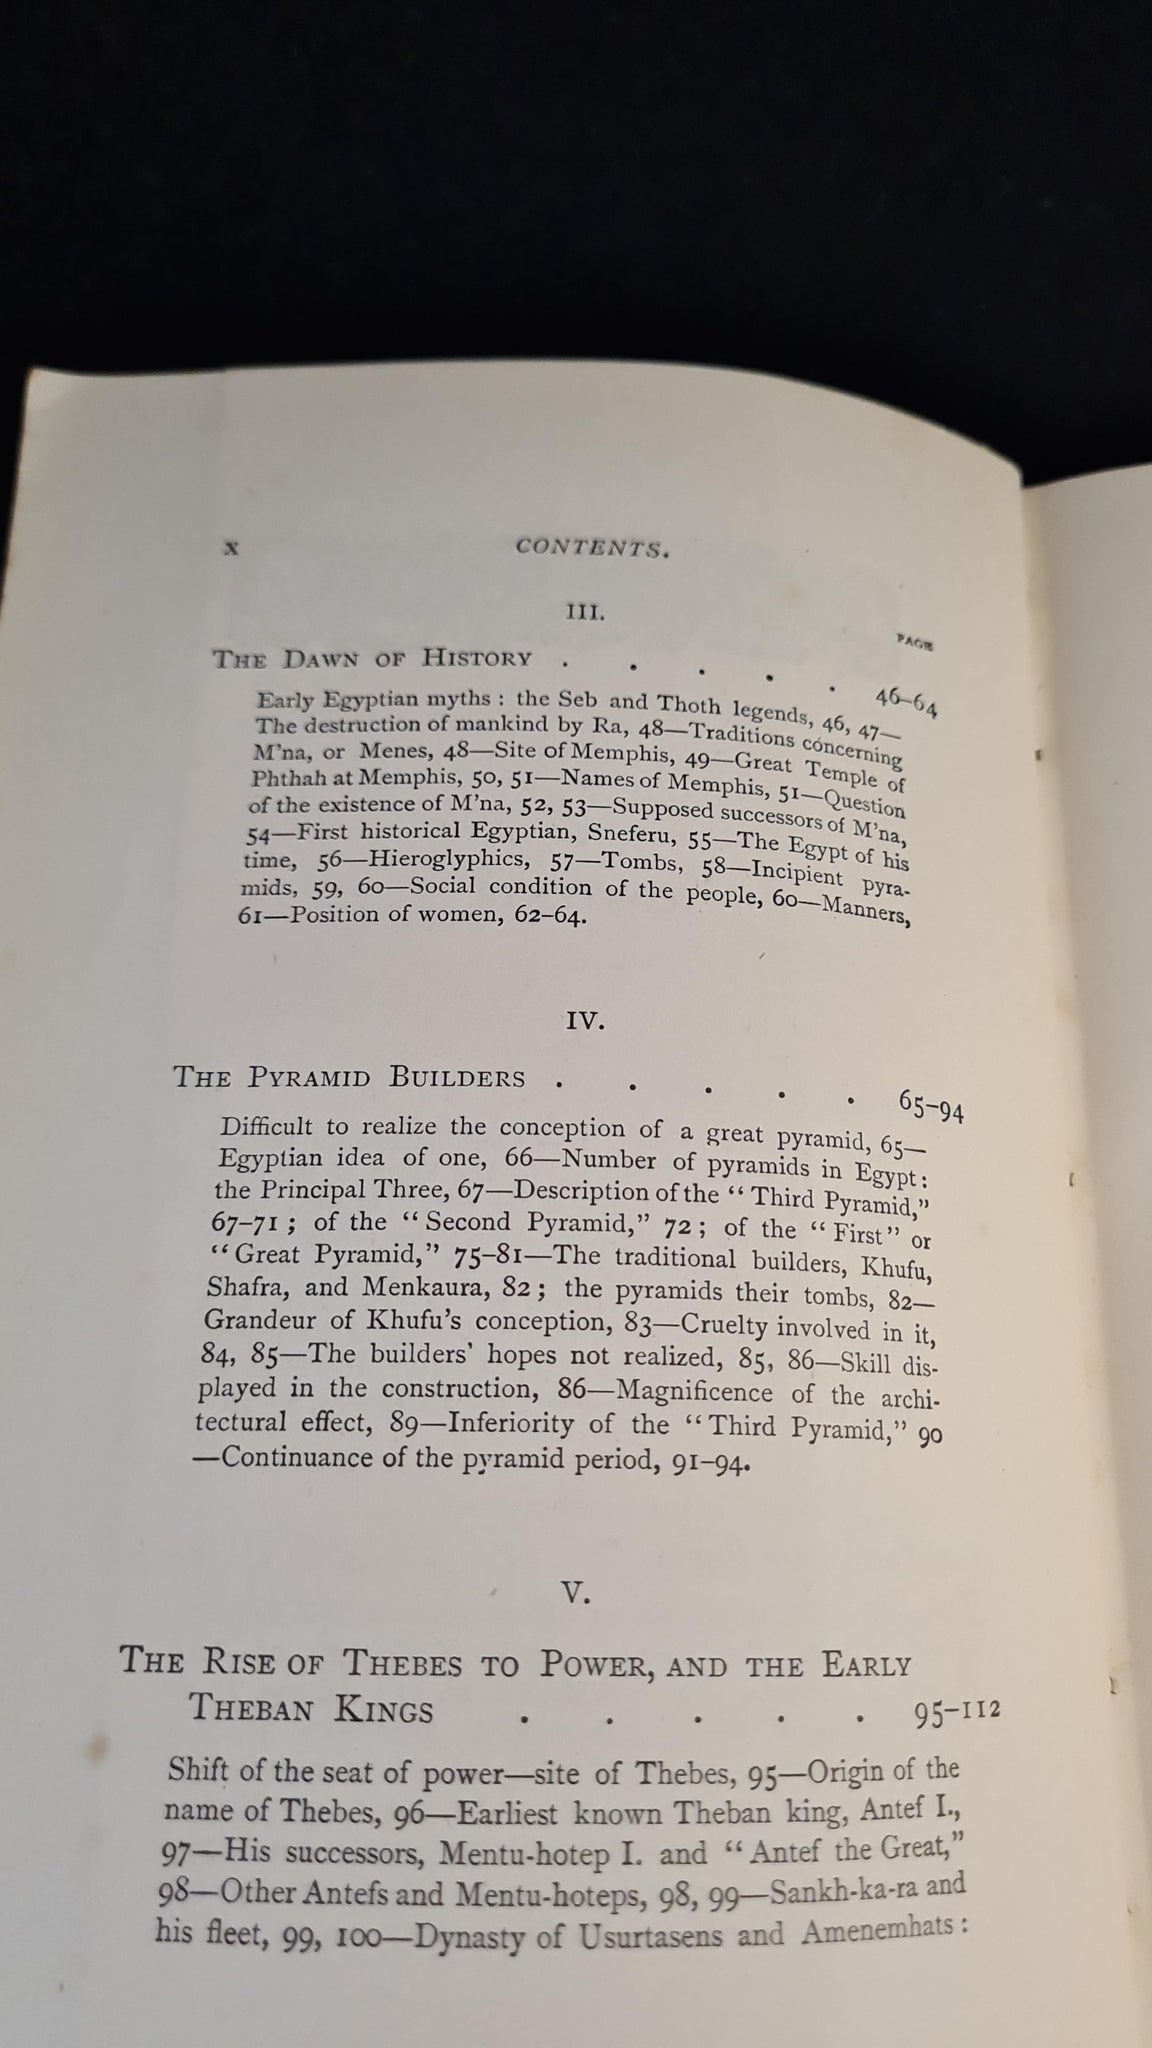 x CONTENTS.
III.
PAGE
THE DAWN OF HISTORY . . . . . 46–64
Early Egyptian myths : the Seb and Thoth legends, 46, 47—
The destruction of mankind by Ra, 48—Traditions concerning
M'na, or Menes, 48—Site of Memphis, 49—Great Temple of
Phthah at Memphis, 50, 51—Names of Memphis, 51—Question
of the existence of M'na, 52, 53—Supposed successors of M'na,
54—First historical Egyptian, Sneferu, 55—The Egypt of his
time, 56—Hieroglyphics, 57—Tombs, 58—Incipient pyra-
mids, 59, 60—Social condition of the people, 60—Manners,
61—Position of women, 62–64.
IV.
THE PYRAMID BUILDERS . . . . . 65–94
Difficult to realize the conception of a great pyramid, 65—
Egyptian idea of one, 66—Number of pyramids in Egypt :
the Principal Three, 67—Description of the “Third Pyramid,”
67–71 ; of the “Second Pyramid,” 72 ; of the “First” or
“Great Pyramid,” 75–81—The traditional builders, Khufu,
Shafra, and Menkaura, 82 ; the pyramids their tombs, 82—
Grandeur of Khufu's conception, 83—Cruelty involved in it,
84, 85—The builders' hopes not realized, 85, 86—Skill dis-
played in the construction, 86—Magnificence of the archi-
tectural effect, 89—Inferiority of the “Third Pyramid,” 90
—Continuance of the pyramid period, 91–94.
V.
THE RISE OF THEBES TO POWER, AND THE EARLY
THEBAN KINGS . . . . . 95–112
Shift of the seat of power—site of Thebes, 95—Origin of the
name of Thebes, 96—Earliest known Theban king, Antef I.,
97—His successors, Mentu-hotep I. and “Antef the Great,”
98—Other Antefs and Mentu-hoteps, 98, 99—Sankh-ka-ra and
his fleet, 99, 100—Dynasty of Usurtasens and Amenemhats :